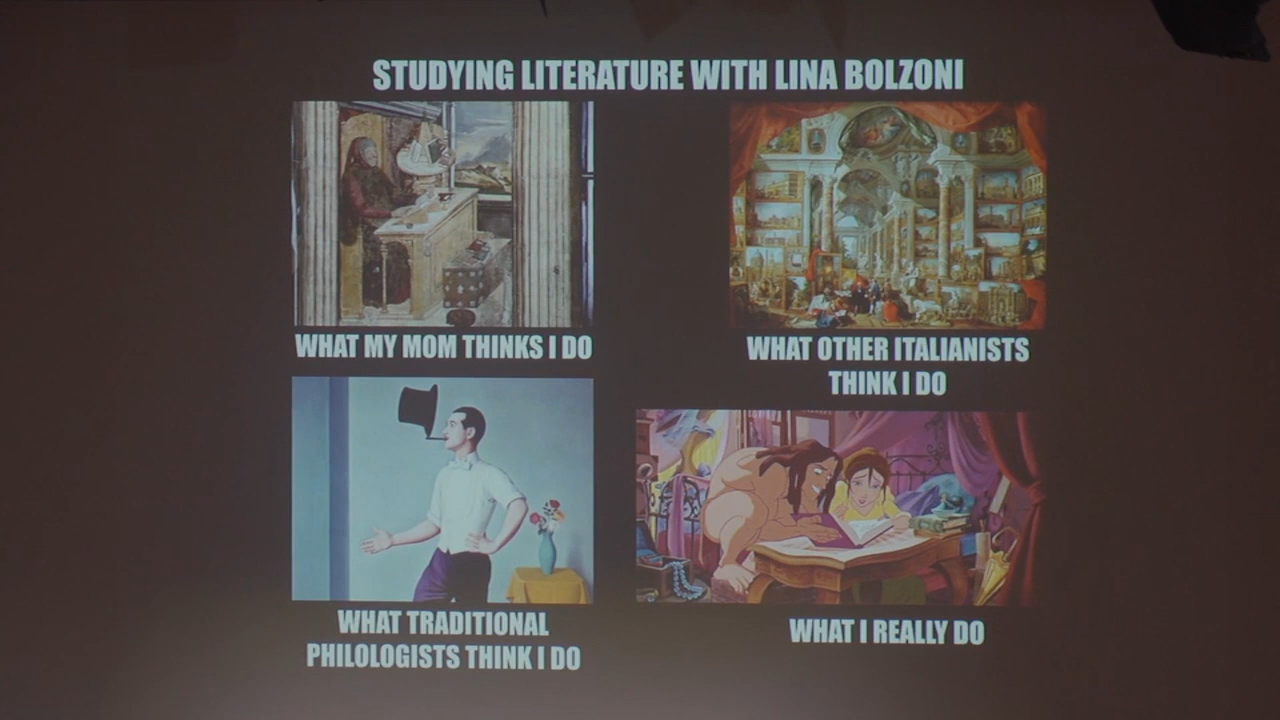 STUDYING LITERATURE WITH LINA BOLZONI
WHAT MY MOM THINKS I DO
WHAT OTHER ITALIANISTS
THINK I DO
WHAT TRADITIONAL
PHILOLOGISTS THINK I DO
WHAT I REALLY DO